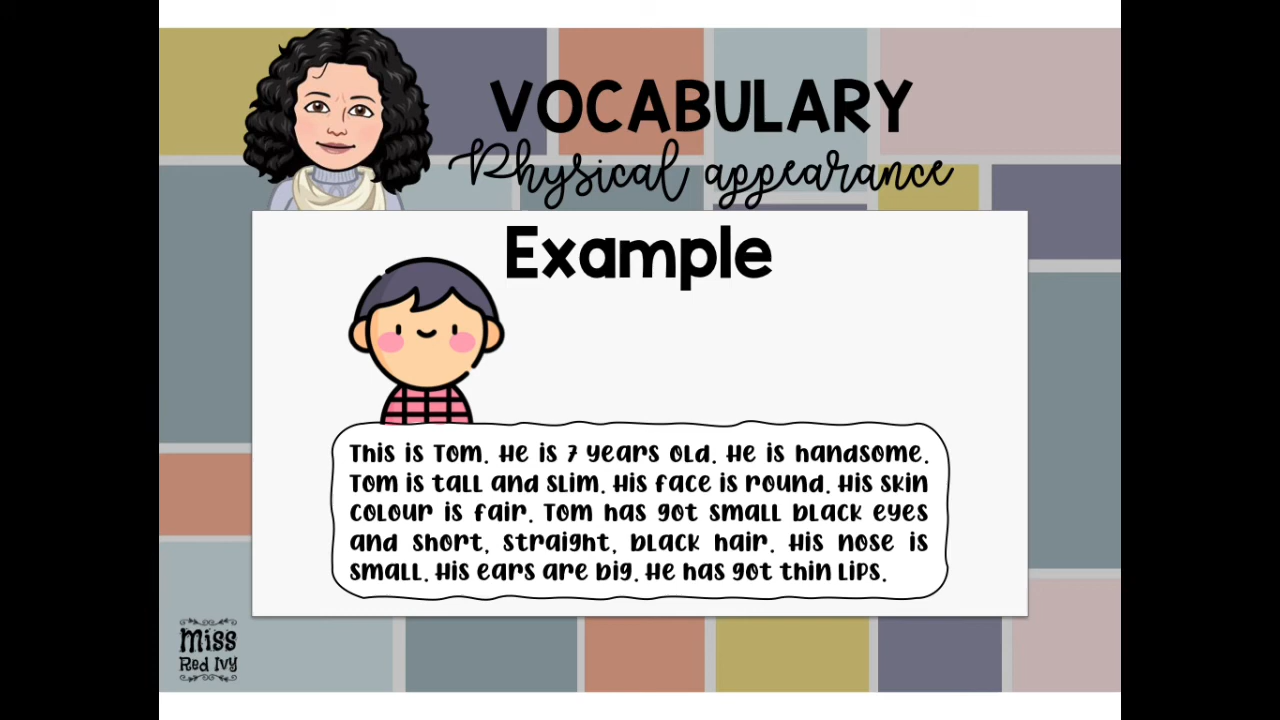 VOCABULARY
Physical appearance
Example
This is Tom. He is 7 years old. He is handsome.
Tom is tall and slim. His face is round. His skin
colour is fair. Tom has got small black eyes
and short, straight, black hair. His nose is
small. His ears are big. He has got thin lips.
Miss
Red Ivy